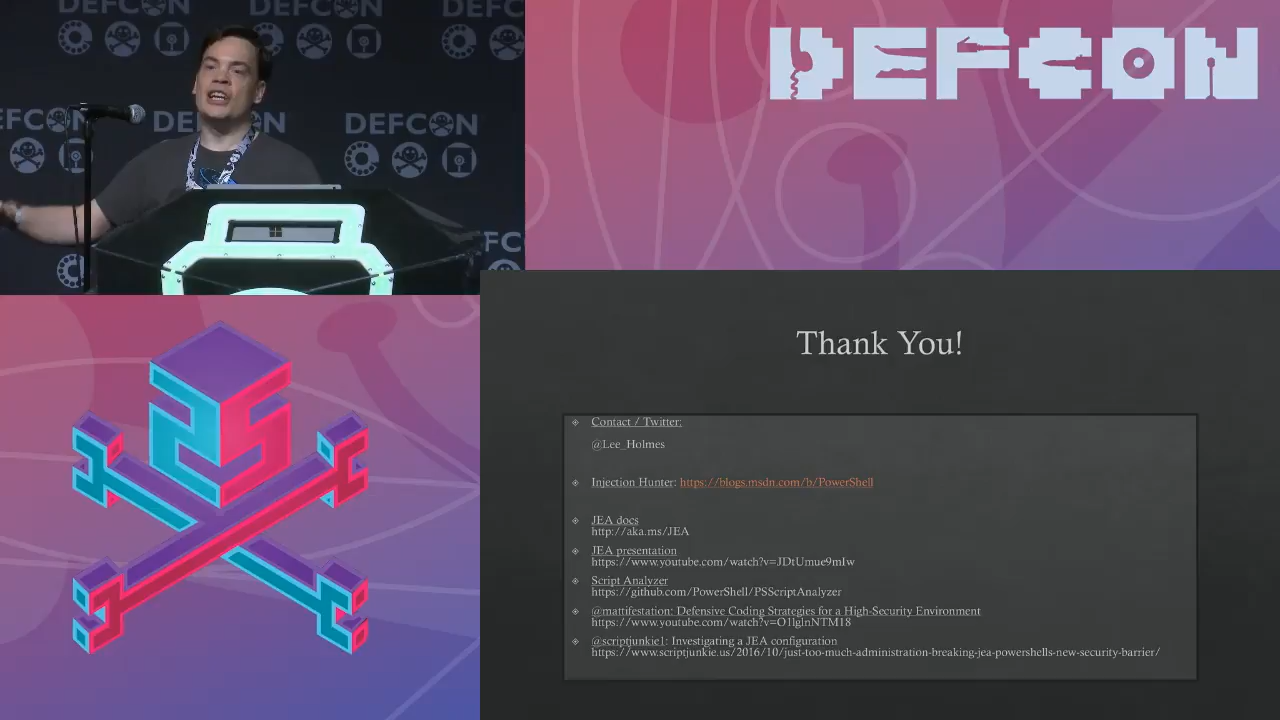 DEFCON
DEFCON
DEFCON
DEFCON
Thank You!
Contact / Twitter:
@Lee_Holmes
Injection Hunter: https://blogs.msdn.com/b/PowerShell
JEA docs
http://aka.ms/JEA
JEA presentation
https://www.youtube.com/watch?v=JDtUmue9mIw
Script Analyzer
https://github.com/PowerShell/PSScriptAnalyzer
@mattifestation: Defensive Coding Strategies for a High-Security Environment
https://www.youtube.com/watch?v=O1lglnNTM18
@scriptjunkie1: Investigating a JEA configuration
https://www.scriptjunkie.us/2016/10/just-too-much-administration-breaking-jea-powershells-new-security-barrier/